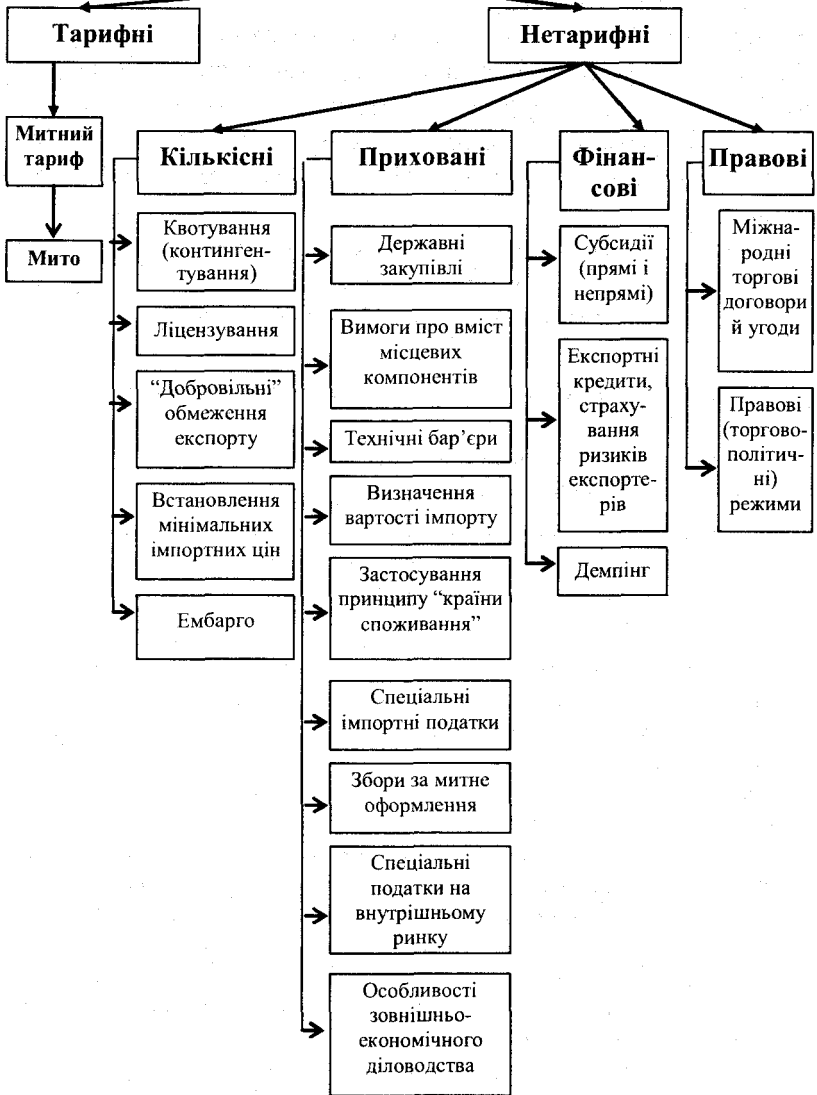 Тарифні
Нетарифні
Митний
тариф
Мито
Кількісні
Квотування
(континген-
тування)
Ліцензування
“Добровільні”
обмеження
експорту
Встановлення
мінімальних
імпортних цін
Ембарго
Приховані
Державні
закупівлі
Вимоги про вміст
місцевих
компонентів
Технічні бар’єри
Визначення
вартості імпорту
Застосування
принципу “країни
споживання”
Спеціальні
імпортні податки
Збори за митне
оформлення
Спеціальні
податки на
внутрішньому
ринку
Особливості
зовнішньо-
економічного
діловодства
Фінан-
сові
Субсидії
(прямі і
непрямі)
Експортні
кредити,
страху-
вання
ризиків
експорте-
рів
Демпінг
Правові
Міжна-
родні
торгові
договори
й угоди
Правові
(торгово-
політич-
ні)
режими